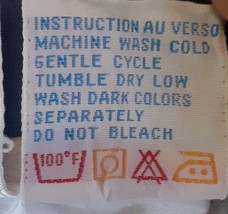 INSTRUCTION AU VERSO
MACHINE WASH COLD
GENTLE CYCLE
TUMBLE DRY LOW
WASH DARK COLORS
SEPARATELY
DO NOT BLEACH
100°F